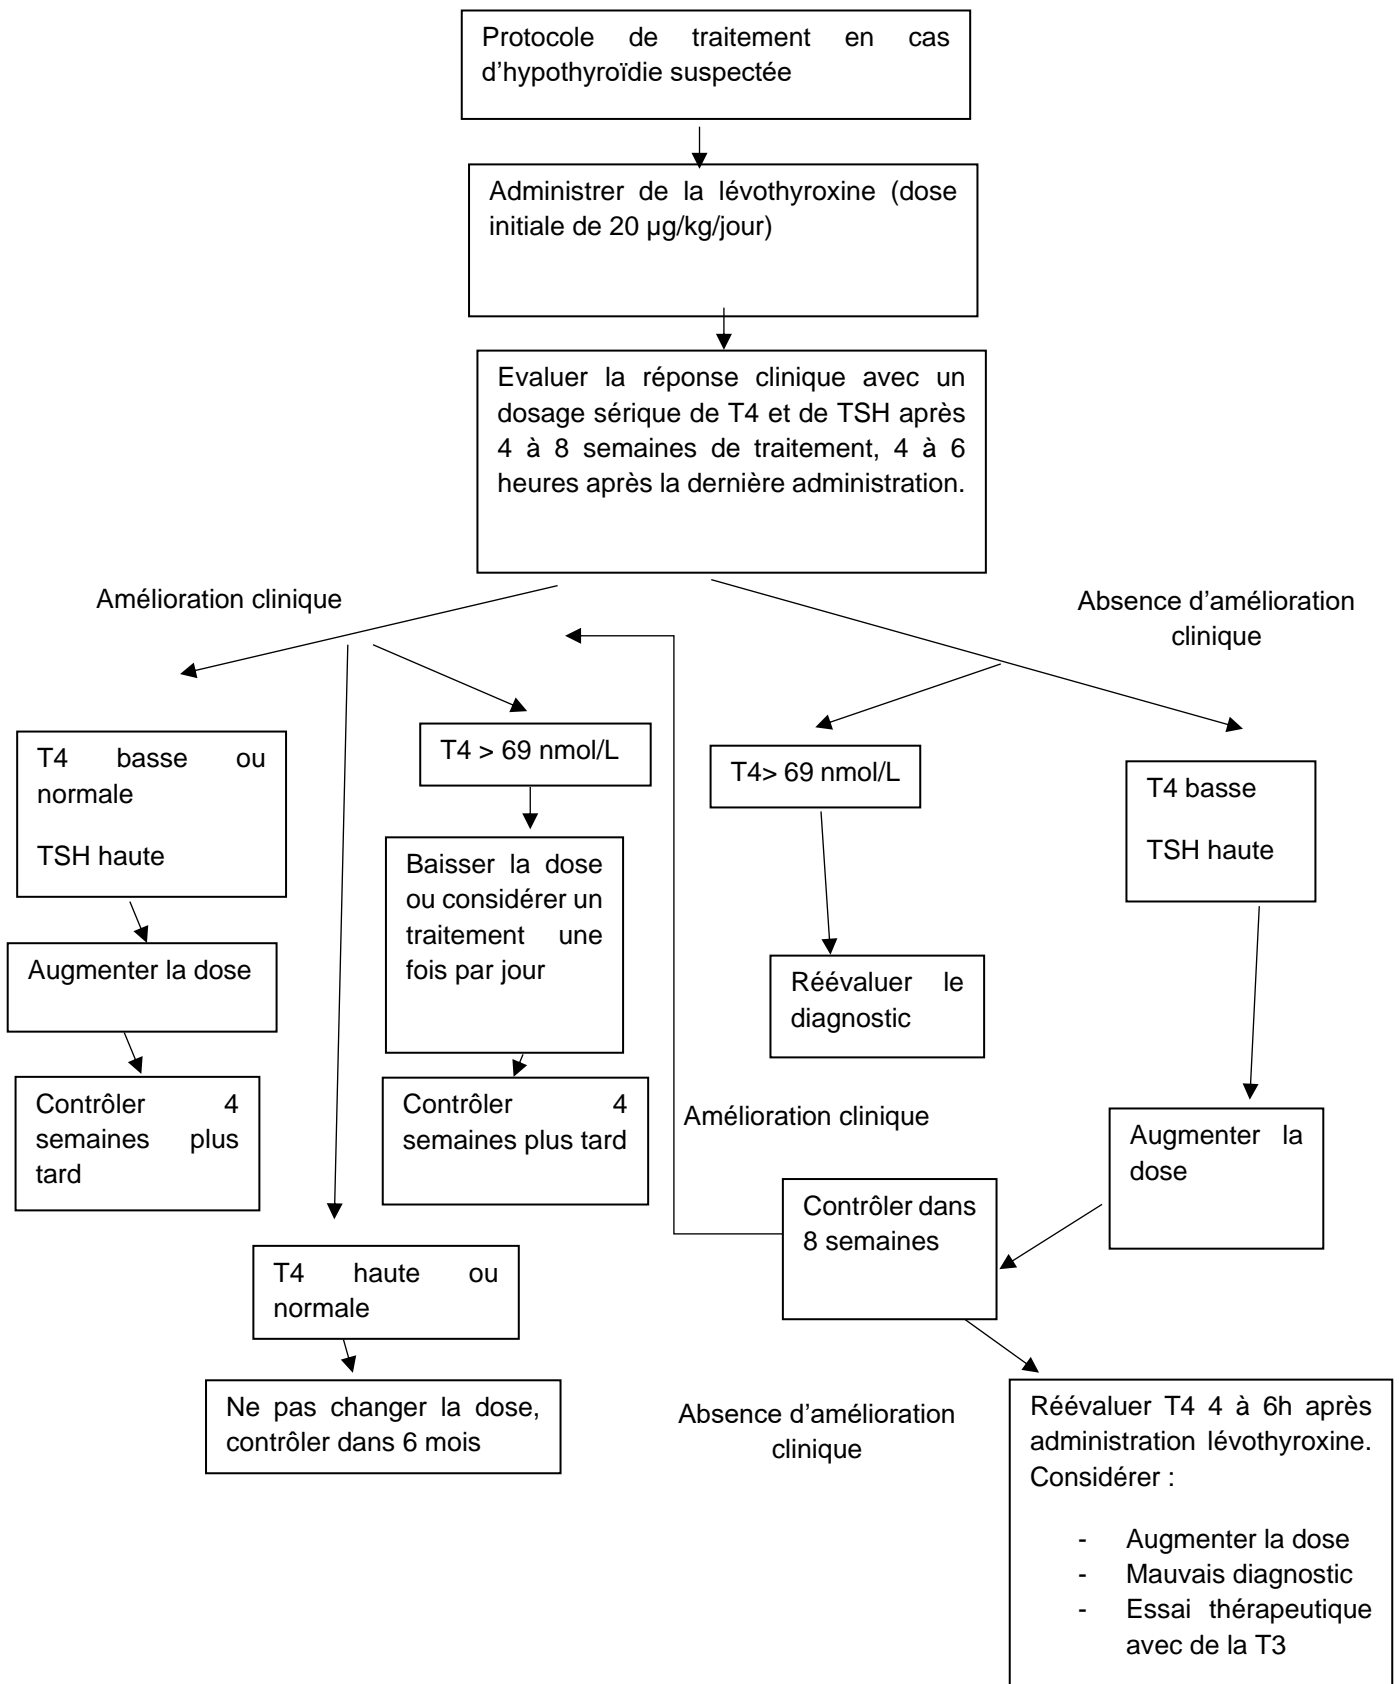 Protocole de traitement en cas
d'hypothyroïdie suspectée
Administrer de la lévothyroxine (dose
initiale de 20 µg/kg/jour)
Evaluer la réponse clinique avec un
dosage sérique de T4 et de TSH après
4 à 8 semaines de traitement, 4 à 6
heures après la dernière administration.
Amélioration clinique
Absence d'amélioration
clinique
T4 basse ou
normale
TSH haute
Augmenter la dose
Contrôler 4
semaines plus
tard
T4 > 69 nmol/L
Baisser la dose
ou considérer un
traitement une
fois par jour
Contrôler 4
semaines plus tard
T4 haute ou
normale
Ne pas changer la dose,
contrôler dans 6 mois
T4> 69 nmol/L
Réévaluer le
diagnostic
T4 basse
TSH haute
Augmenter la
dose
Amélioration clinique
Contrôler dans
8 semaines
Absence d'amélioration
clinique
Réévaluer T4 4 à 6h après
administration lévothyroxine.
Considérer :
- Augmenter la dose
- Mauvais diagnostic
- Essai thérapeutique
avec de la T3